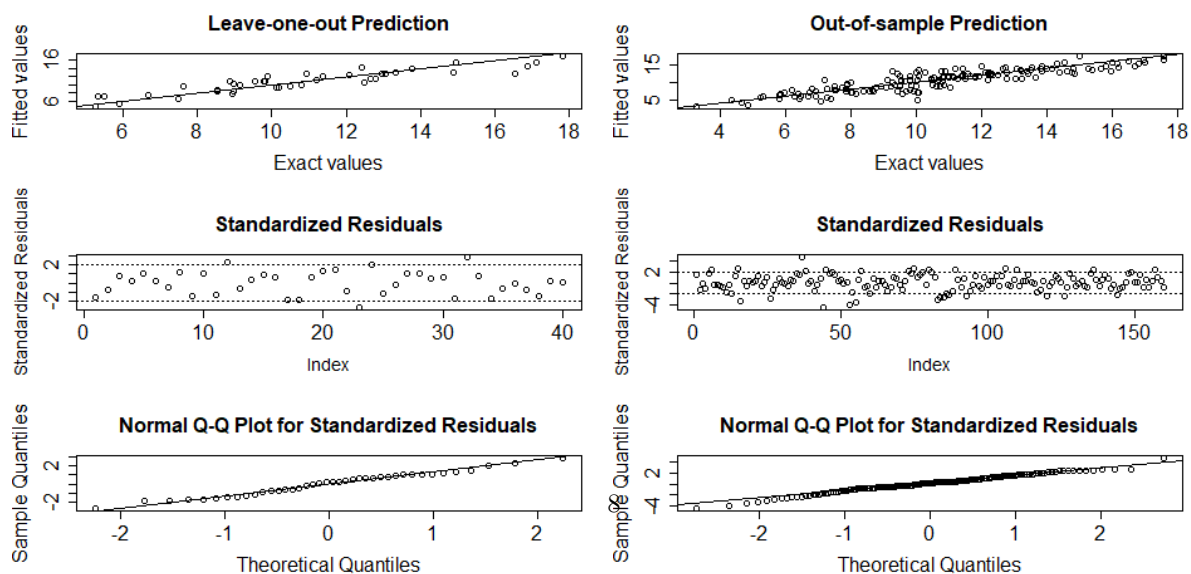 Leave-one-out Prediction
Fitted values
16
6
6 8 10 12 14 16 18
Exact values
Out-of-sample Prediction
Fitted values
15
5
4 6 8 10 12 14 16 18
Exact values
Standardized Residuals
Standardized Residuals
2
-2
0 10 20 30 40
Index
Standardized Residuals
Standardized Residuals
2
-4
0 50 100 150
Index
Normal Q-Q Plot for Standardized Residuals
Sample Quantiles
2
-2
-2 -1 0 1 2
Theoretical Quantiles
Normal Q-Q Plot for Standardized Residuals
Sample Quantiles
2
-4
-2 -1 0 1 2
Theoretical Quantiles